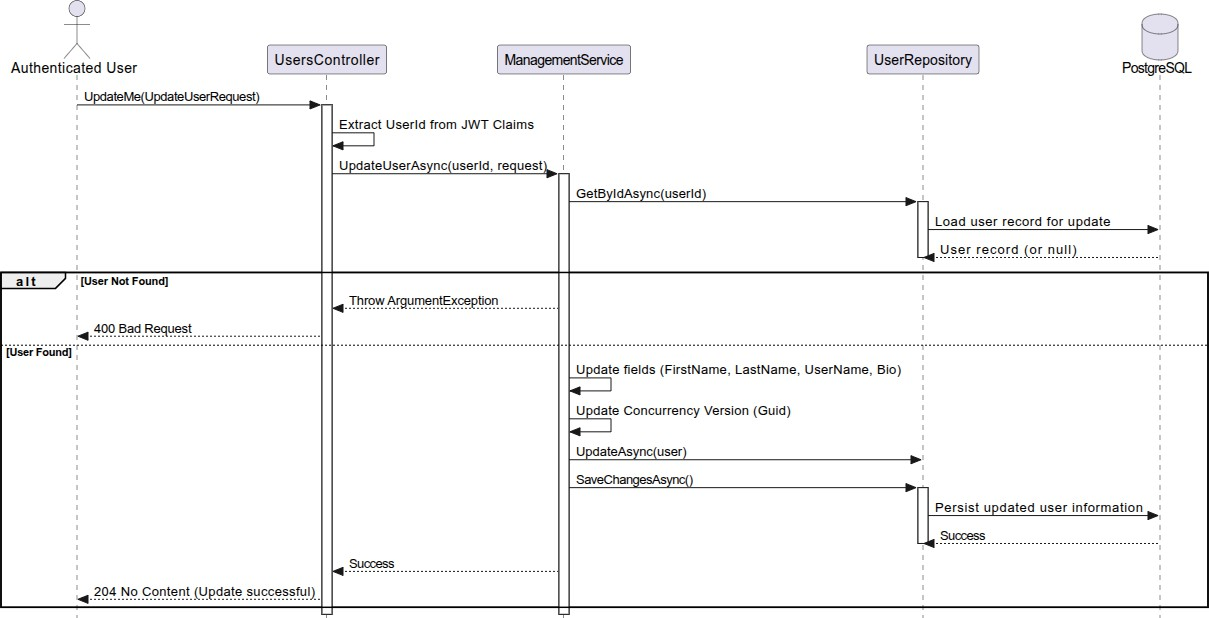 Authenticated User
UsersController
ManagementService
UserRepository
PostgreSQL
UpdateMe(UpdateUserRequest)
Extract UserId from JWT Claims
UpdateUserAsync(userId, request)
GetByIdAsync(userId)
Load user record for update
User record (or null)
alt
[User Not Found]
Throw ArgumentException
400 Bad Request
[User Found]
Update fields (FirstName, LastName, UserName, Bio)
Update Concurrency Version (Guid)
UpdateAsync(user)
SaveChangesAsync()
Persist updated user information
Success
Success
204 No Content (Update successful)